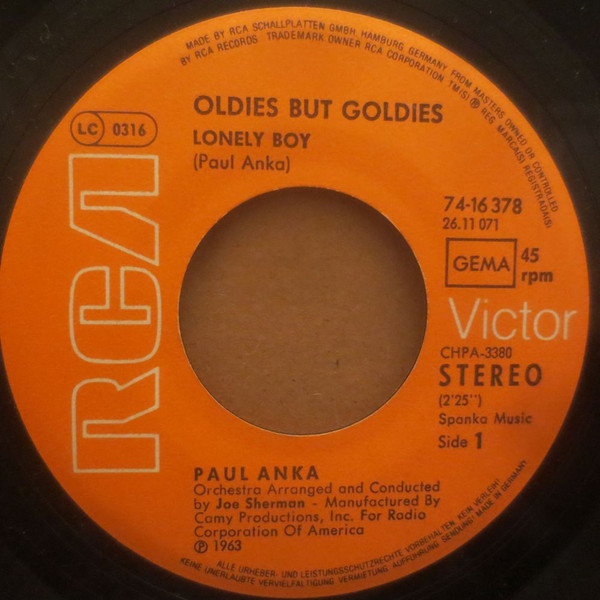 MADE BY RCA SCHALLPLATTEN GMBH, HAMBURG, GERMANY FROM MASTERS OWNED OR CONTROLLED
BY RCA RECORDS TRADEMARK OWNER RCA CORPORATION TM(S) ® REG. MARCA(S) REGISTRADA(S)
OLDIES BUT GOLDIES
LC 0316
LONELY BOY
(Paul Anka)
RCA
74-16 378
26.11 071
GEMA 45 rpm
Victor
CHPA-3380
STEREO
(2'25'')
Spanka Music
Side 1
PAUL ANKA
Orchestra Arranged and Conducted
by Joe Sherman - Manufactured By
Camy Productions, Inc. For Radio
Corporation Of America
℗ 1963
ALLE URHEBER- UND LEISTUNGSSCHUTZRECHTE VORBEHALTEN. KEIN VERLEIH!
KEINE UNERLAUBTE VERVIELFÄLTIGUNG, VERMIETUNG, AUFFÜHRUNG, SENDUNG! MADE IN GERMANY